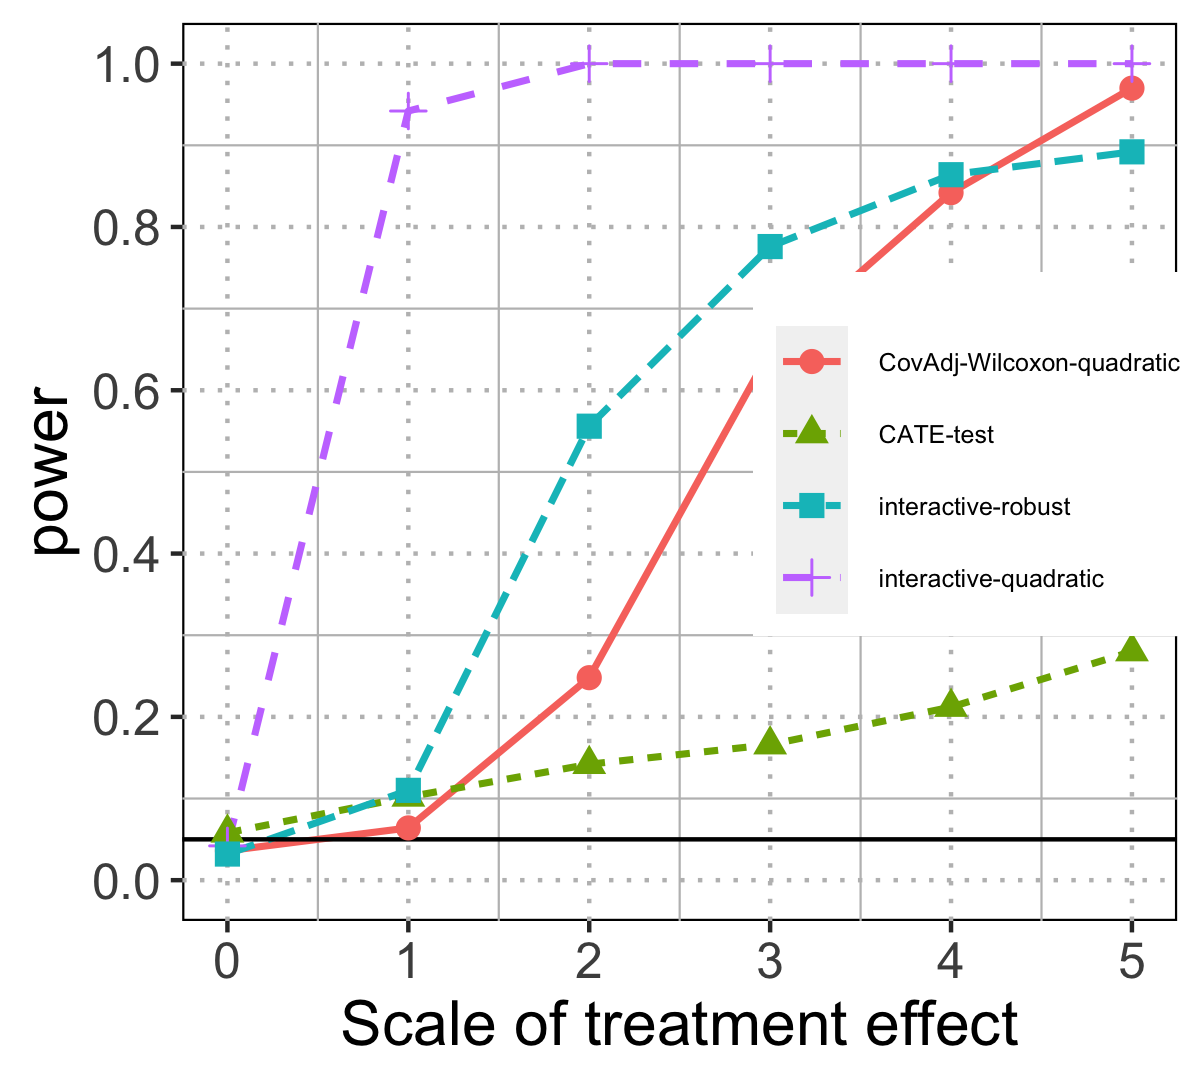 1.0
0.8
0.6
0.4
0.2
0.0
power
CovAdj-Wilcoxon-quadratic
CATE-test
interactive-robust
interactive-quadratic
0 1 2 3 4 5
Scale of treatment effect